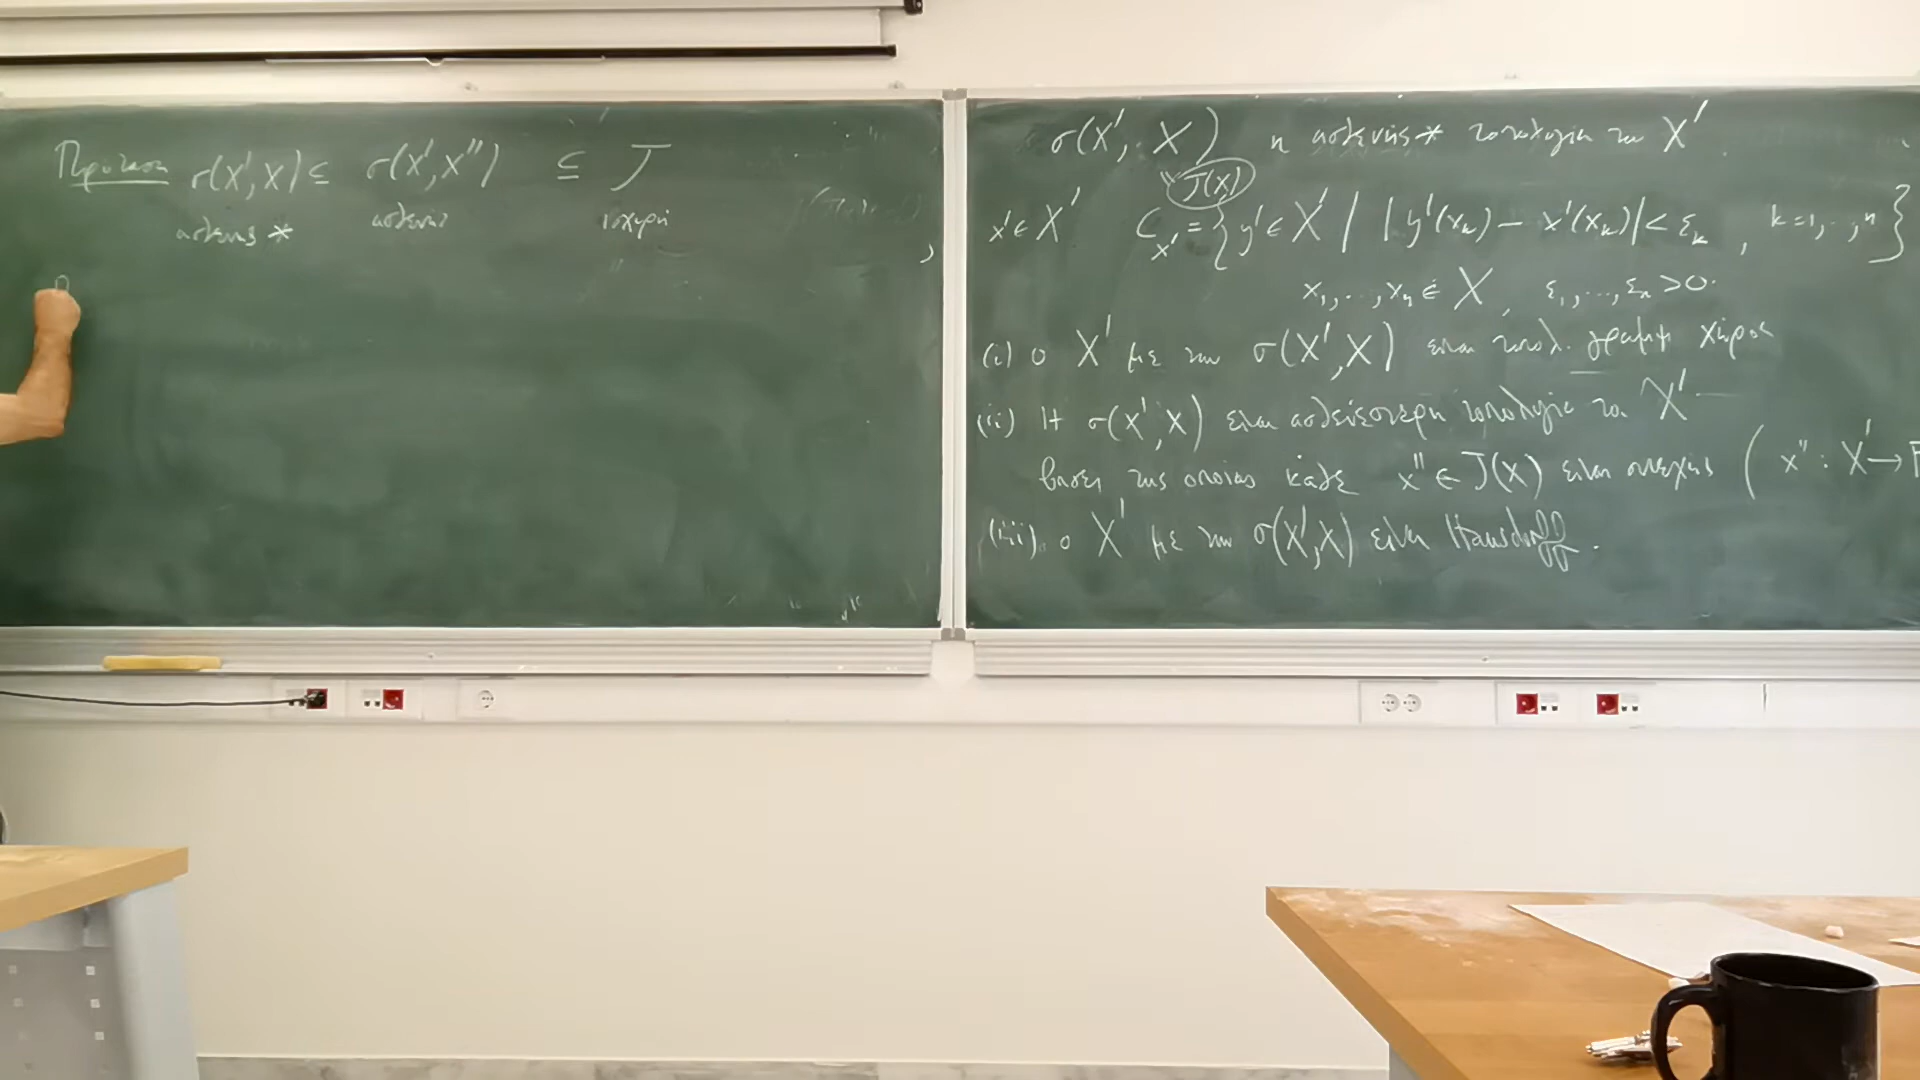 Πρόταση σ(X', X) ⊆ σ(X', X'') ⊆ J
ασθενής * ασθενής ισχυρή
σ(X', X) η ασθενής* τοπολογία του X'
J(X)
x' ∈ X' C_x' = { y' ∈ X' | |y'(x_k) − x'(x_k)| < ε_k , k=1,..,n }
x_1,...,x_n ∈ X, ε_1,...,ε_n > 0.
(i) ο X' με την σ(X', X) είναι τοπολ. γραμμ. χώρος
(ii) Η σ(X', X) είναι ασθενέστερη τοπολογία του X'
βάσει της οποίας κάθε x'' ∈ J(X) είναι συνεχής ( x'' : X' → F
(iii) ο X' με την σ(X', X) είναι Hausdorff.